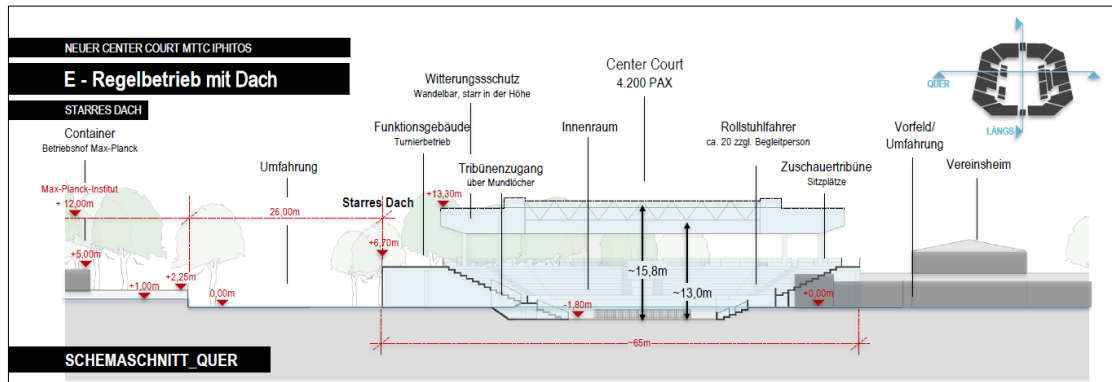 NEUER CENTER COURT MTTC IPHITOS
E - Regelbetrieb mit Dach
STARRES DACH
Container
Betriebshof Max-Planck
Max-Planck-Institut
+ 12,00m
+5,00m
+1,00m
+2,25m
0,00m
Umfahrung
26,00m
Witterungssschutz
Wandelbar, starr in der Höhe
Funktionsgebäude
Turnierbetrieb
Tribünenzugang
über Mundlöcher
Starres Dach
+13,30m
+6,70m
Center Court
4.200 PAX
Innenraum
Rollstuhlfahrer
ca. 20 zzgl. Begleitperson
Zuschauertribüne
Sitzplätze
Vorfeld/
Umfahrung
Vereinsheim
~15,8m
~13,0m
-1,80m
+0,00m
~65m
QUER
LÄNGS
SCHEMASCHNITT_QUER